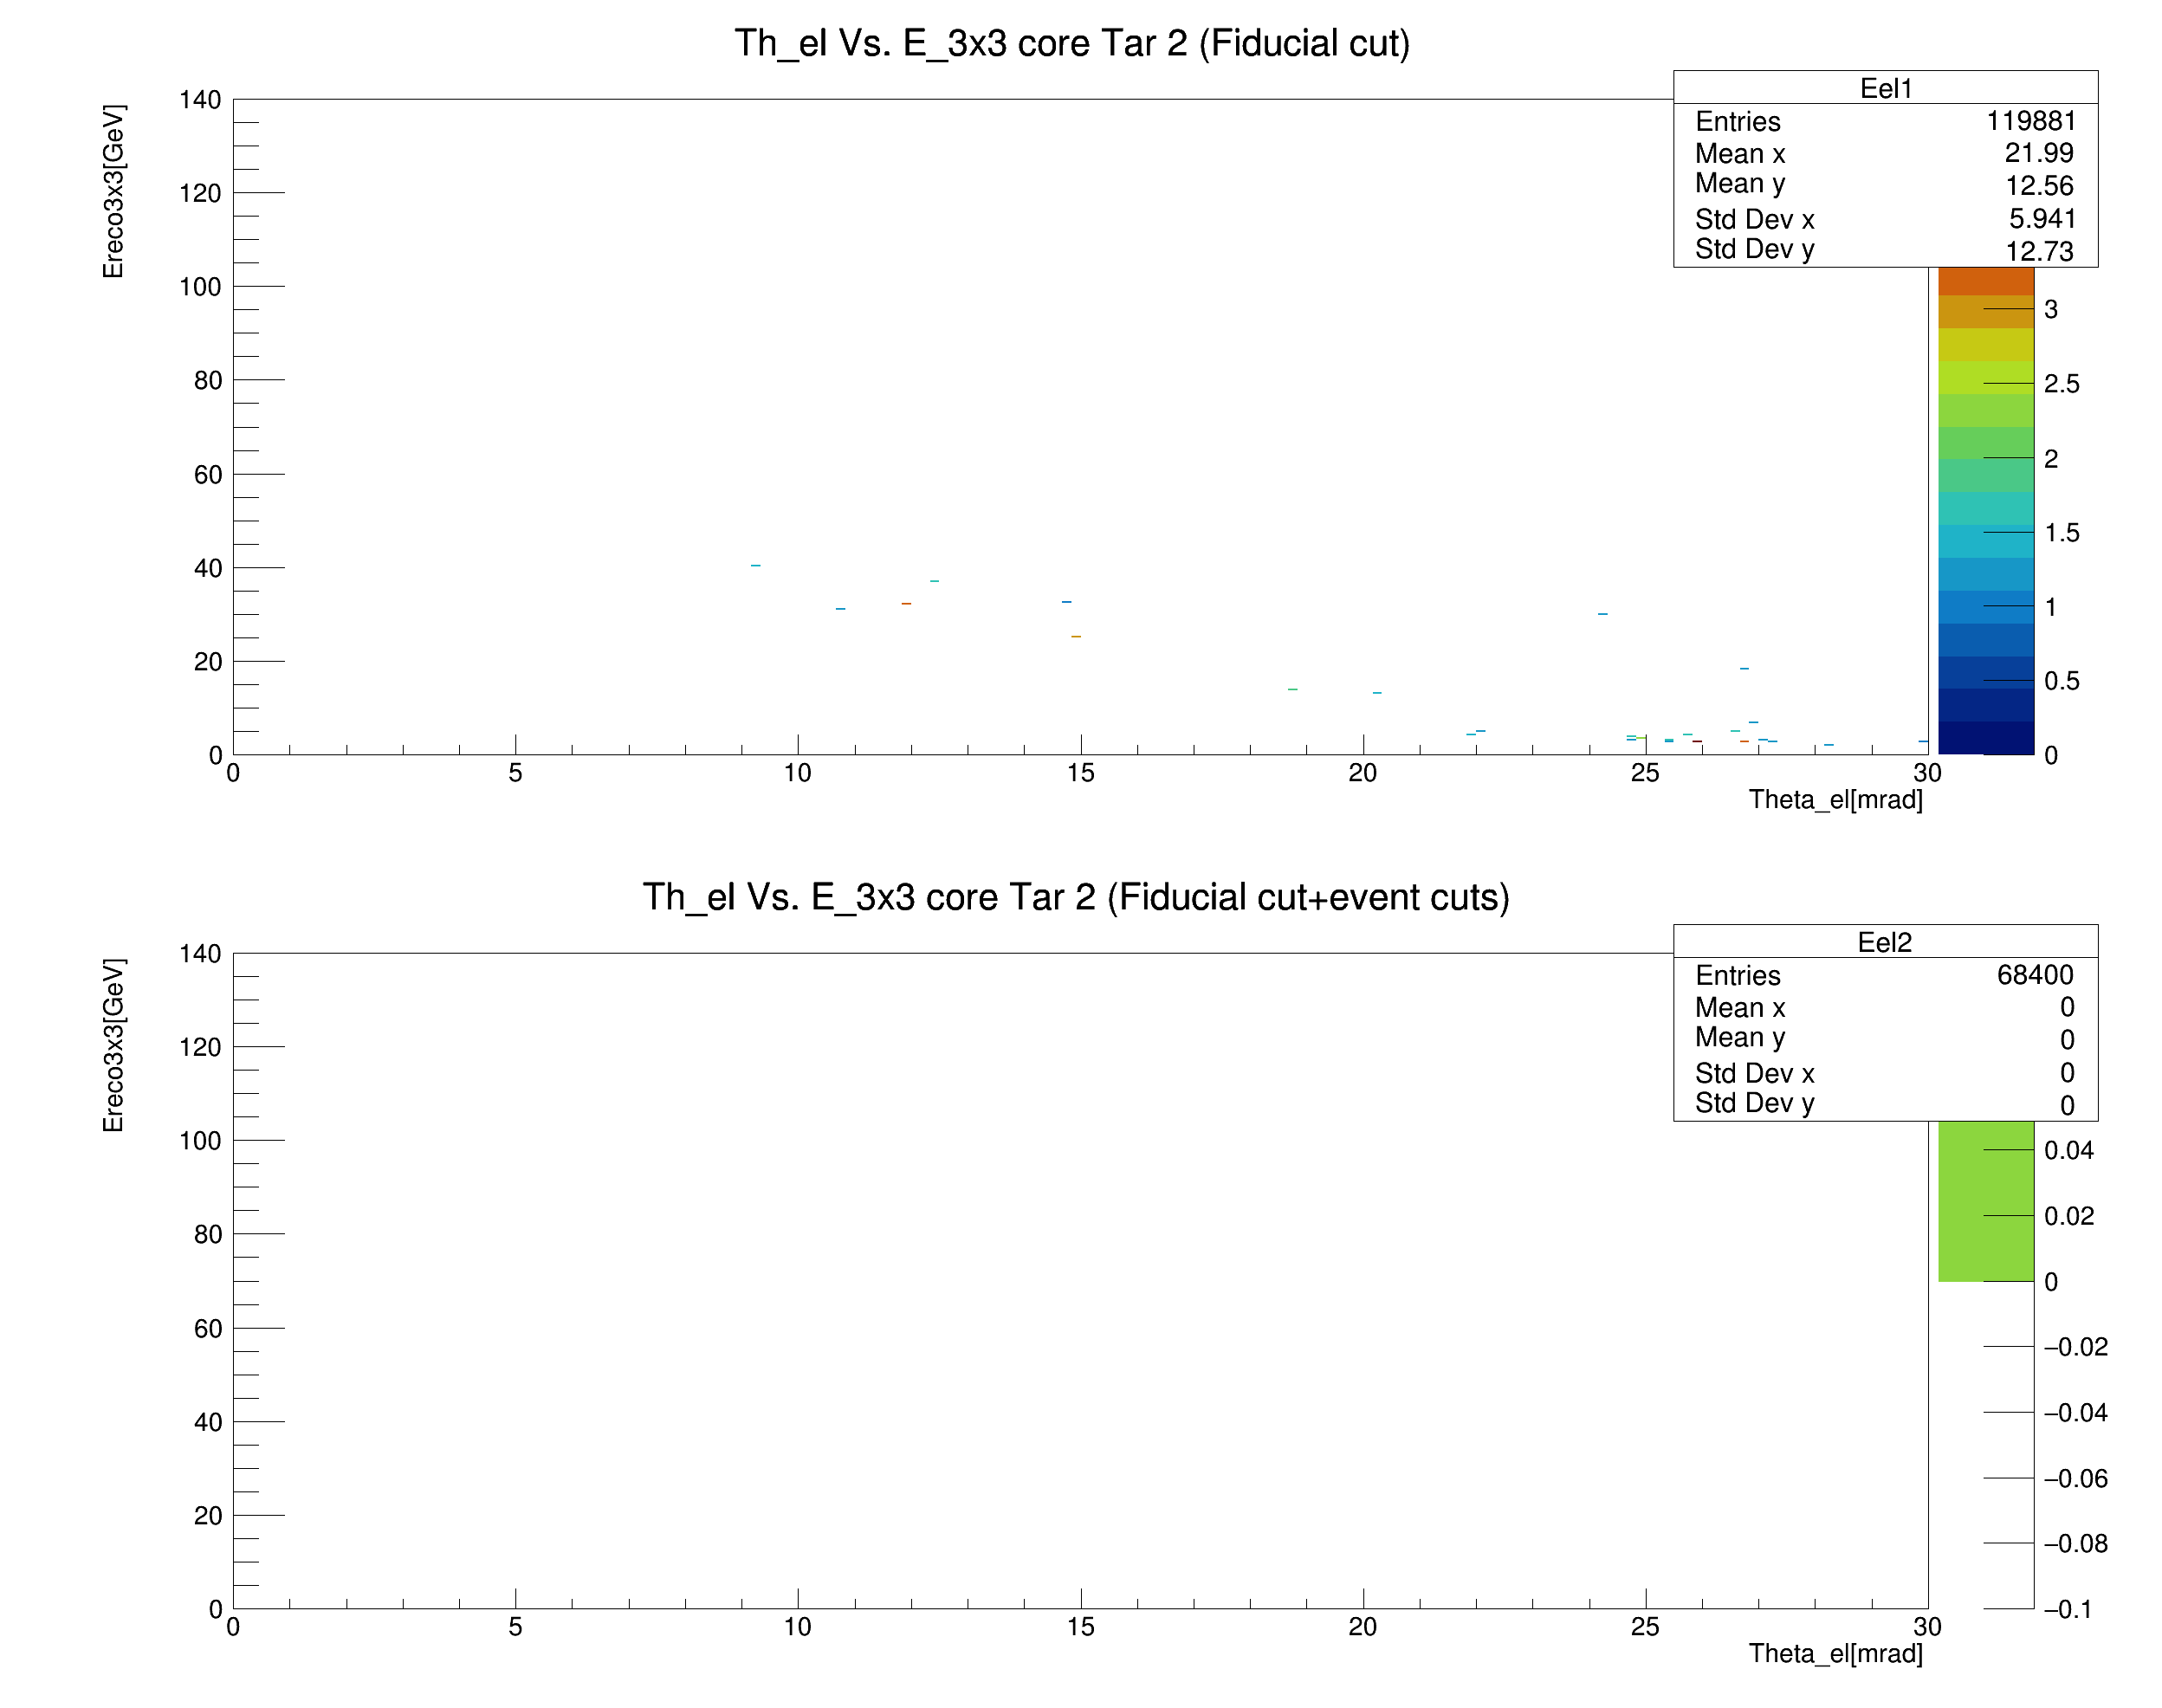 Th_el Vs. E_3x3 core Tar 2 (Fiducial cut)
Ereco3x3[GeV]
140
120
100
80
60
40
20
0
0 5 10 15 20 25 30
Theta_el[mrad]
Eel1
Entries 119881
Mean x 21.99
Mean y 12.56
Std Dev x 5.941
Std Dev y 12.73
3
2.5
2
1.5
1
0.5
0
Th_el Vs. E_3x3 core Tar 2 (Fiducial cut+event cuts)
Ereco3x3[GeV]
140
120
100
80
60
40
20
0
0 5 10 15 20 25 30
Theta_el[mrad]
Eel2
Entries 68400
Mean x 0
Mean y 0
Std Dev x 0
Std Dev y 0
0.04
0.02
0
−0.02
−0.04
−0.06
−0.08
−0.1